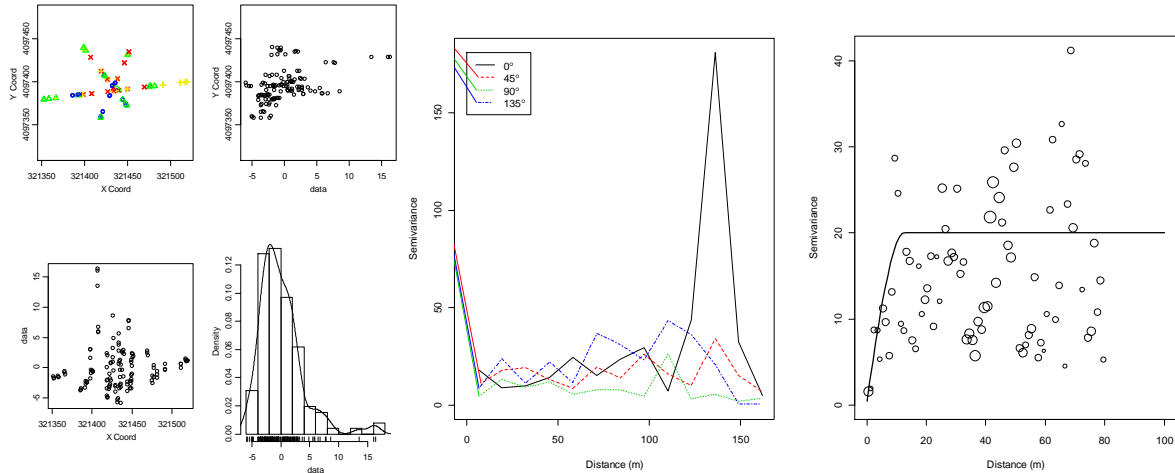 4097350 4097400 4097450
Y Coord
321350 321400 321450 321500
X Coord
4097350 4097400 4097450
Y Coord
-5 0 5 10 15
data
-5 0 5 10 15
data
321350 321400 321450 321500
X Coord
0.00 0.02 0.04 0.06 0.08 0.10 0.12
Density
-5 0 5 10 15
data
0°
45°
90°
135°
0 50 100 150
Semivariance
0 50 100 150
Distance (m)
0 10 20 30 40
Semivariance
0 20 40 60 80 100
Distance (m)